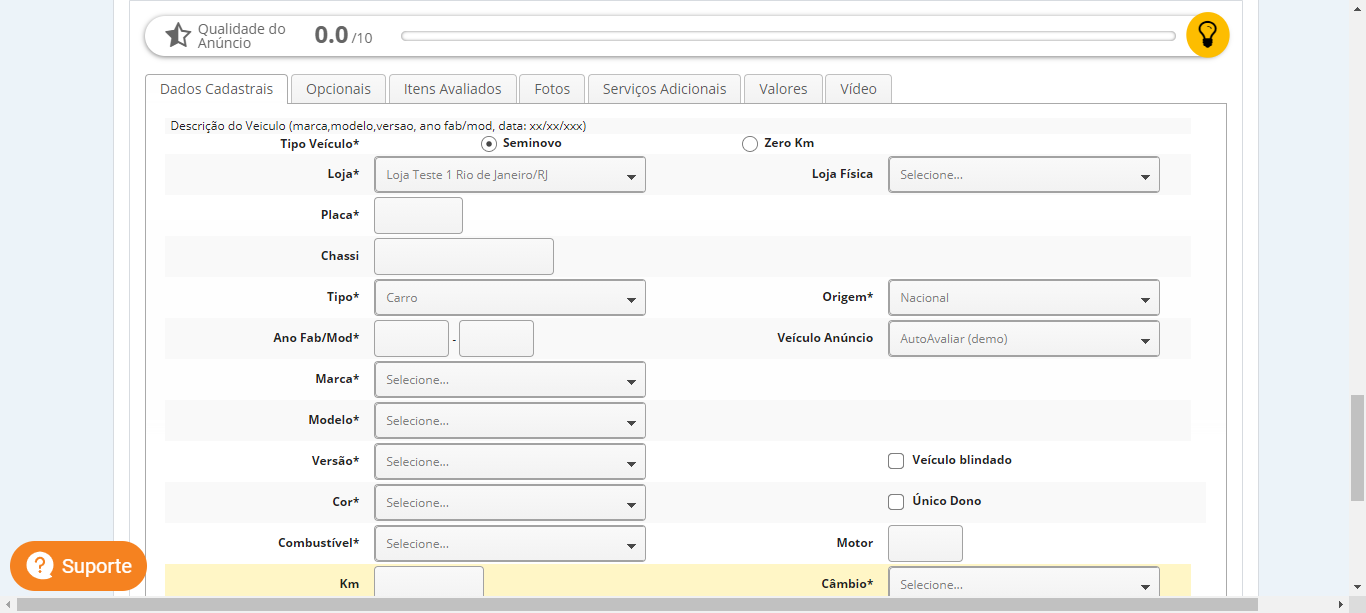 Qualidade do
Anúncio
0.0 /10
Dados Cadastrais Opcionais Itens Avaliados Fotos Serviços Adicionais Valores Vídeo
Descrição do Veiculo (marca,modelo,versao, ano fab/mod, data: xx/xx/xxx)
Tipo Veículo* Seminovo Zero Km
Loja* Loja Teste 1 Rio de Janeiro/RJ Loja Física Selecione...
Placa*
Chassi
Tipo* Carro Origem* Nacional
Ano Fab/Mod* - Veículo Anúncio AutoAvaliar (demo)
Marca* Selecione...
Modelo* Selecione...
Versão* Selecione... Veículo blindado
Cor* Selecione... Único Dono
Combustível* Selecione... Motor
Km Câmbio* Selecione...
? Suporte